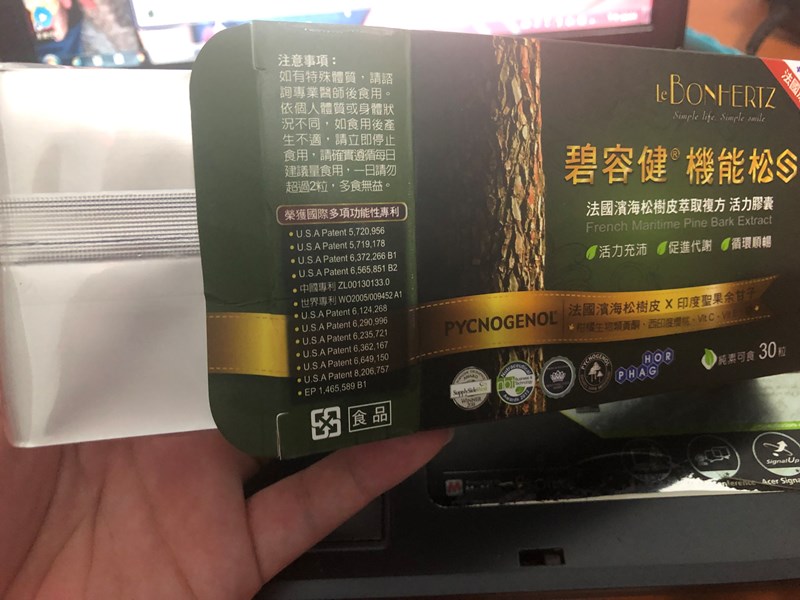 注意事項：
如有特殊體質，請諮
詢專業醫師後食用。
依個人體質或身體狀
況不同，如食用後產
生不適，請立即停止
食用，請確實遵循每日
建議量食用，一日請勿
超過2粒，多食無益。
榮獲國際多項功能性專利
U.S.A Patent 5,720,956
U.S.A Patent 5,719,178
U.S.A Patent 6,372,266 B1
U.S.A Patent 6,565,851 B2
中國專利 ZL00130133.0
世界專利 WO2005/009452 A1
U.S.A Patent 6,124,268
U.S.A Patent 6,290,996
U.S.A Patent 6,235,721
U.S.A Patent 6,362,167
U.S.A Patent 6,649,150
U.S.A Patent 8,206,757
EP 1,465,589 B1
食品
法國
Le BONHERTZ
Simple life. Simple smile
碧容健® 機能松
法國濱海松樹皮萃取複方 活力膠囊
French Maritime Pine Bark Extract
活力充沛 促進代謝 循環順暢
PYCNOGENOL®
法國濱海松樹皮 X 印度聖果余甘子
PYCNOGENOL
HOR
PHAG
純素可食 30粒
SignalUp
Acer Signa